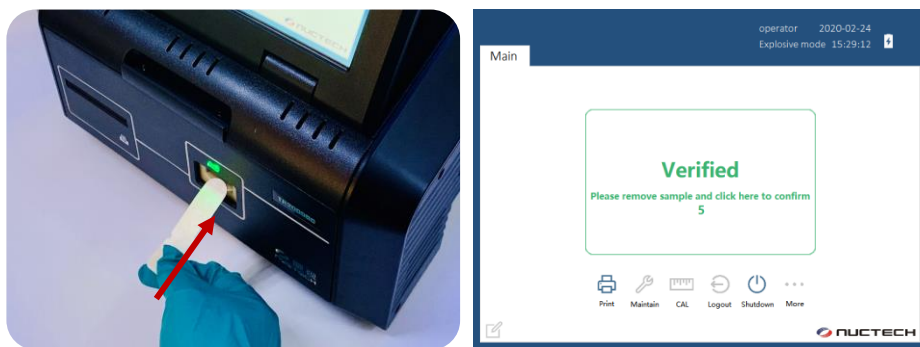 NUCTECH
Main
operator 2020-02-24
Explosive mode 15:29:12
Verified
Please remove sample and click here to confirm
5
Print Maintain CAL Logout Shutdown More
NUCTECH